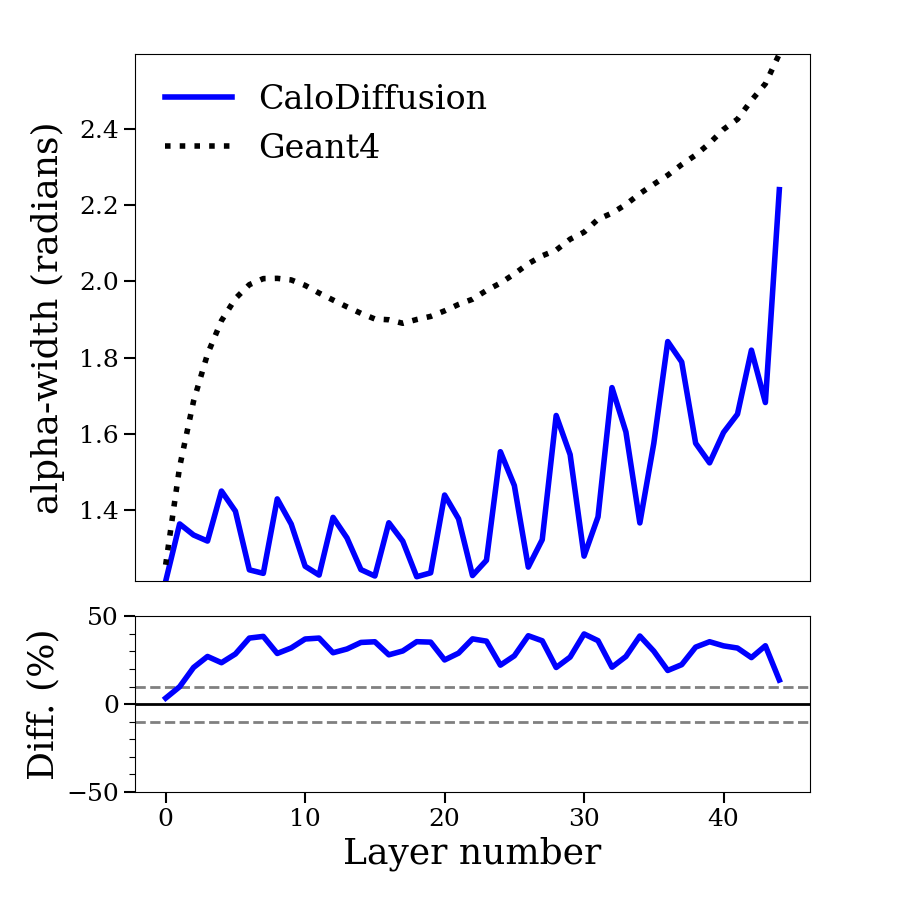 CaloDiffusion
Geant4
alpha-width (radians)
2.4
2.2
2.0
1.8
1.6
1.4
Diff. (%)
50
0
−50
0 10 20 30 40
Layer number